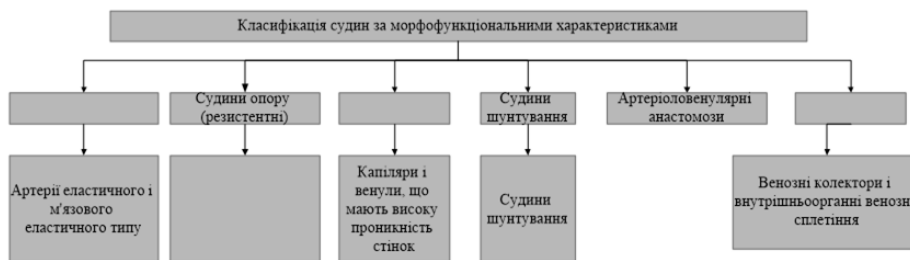 Класифікація судин за морфофункціональними характеристиками
Судини опору
(резистентні)
Судини
шунтування
Артеріоловенулярні
анастомози
Артерії еластичного і
м'язового
еластичного типу
Капіляри і
венули, що
мають високу
проникність
стінок
Судини
шунтування
Венозні колектори і
внутрішньоорганні венозн
сплетіння